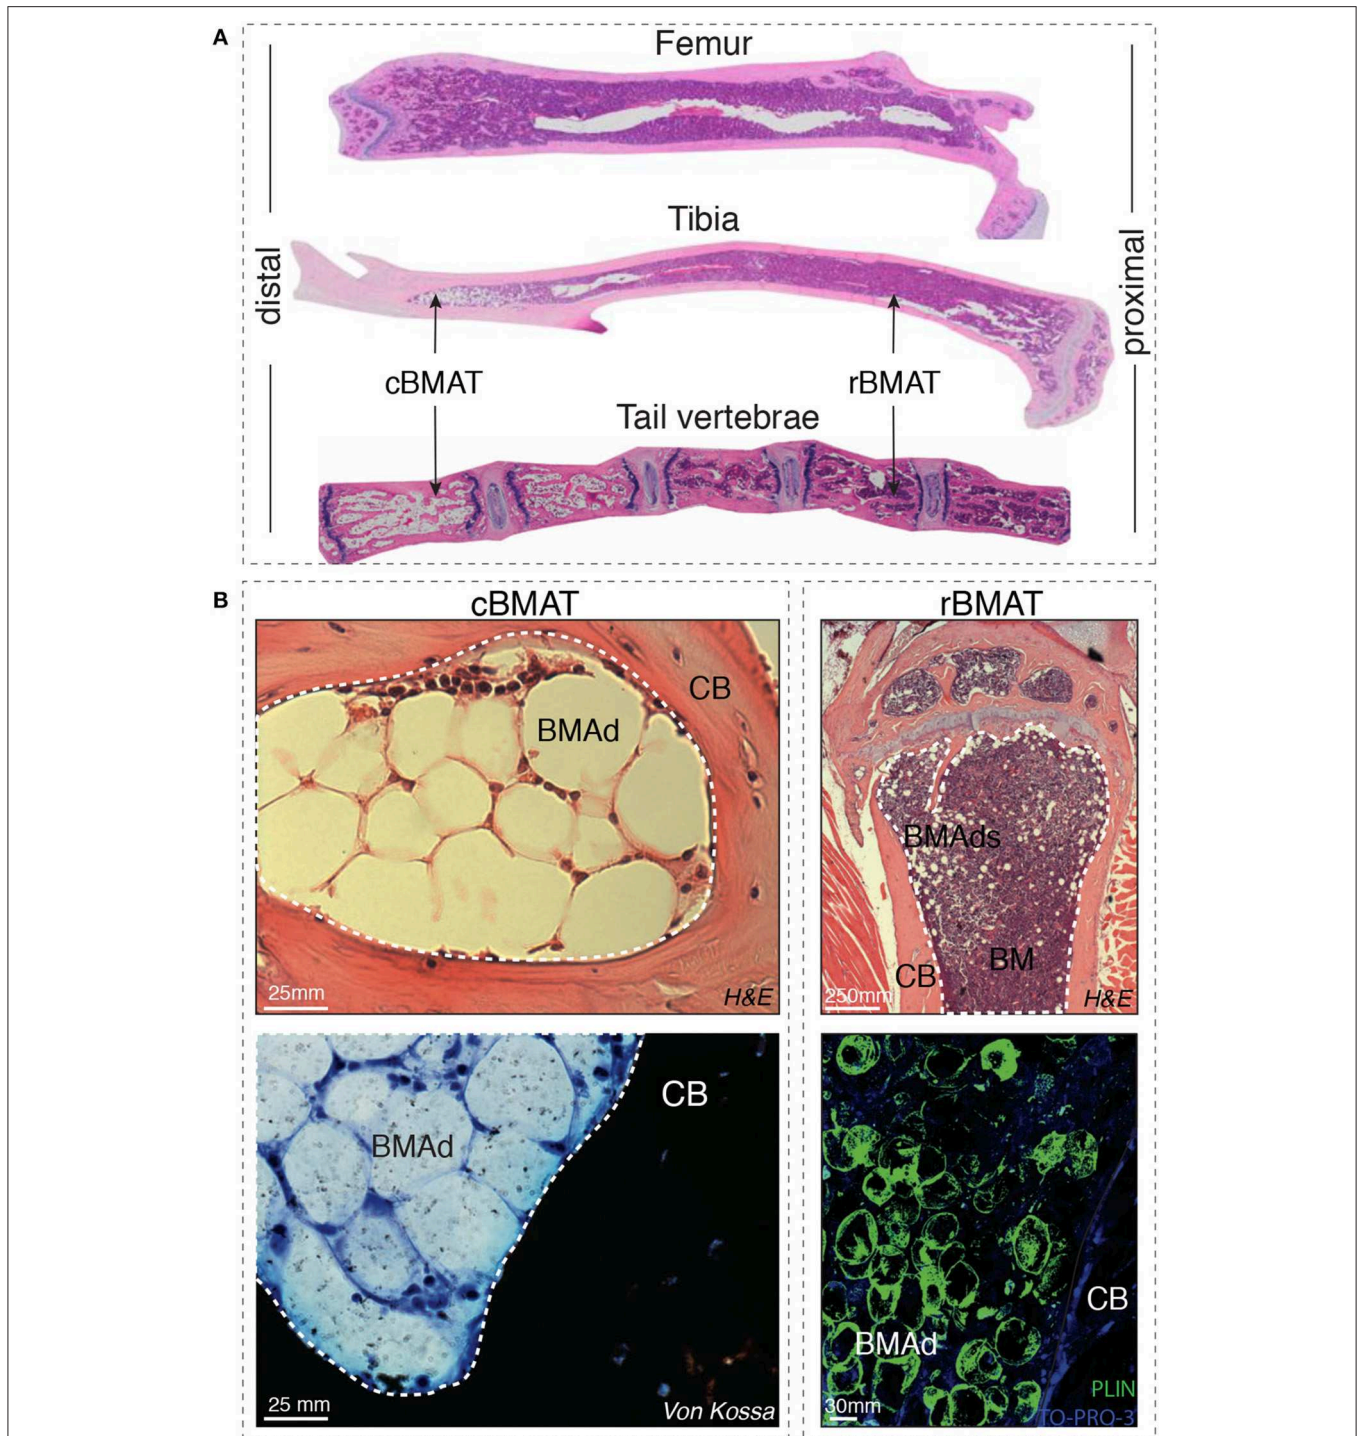 A
Femur
Tibia
distal
proximal
cBMAT
rBMAT
Tail vertebrae
B
cBMAT
rBMAT
CB
BMAd
25mm
H&E
BMAds
CB
BM
250mm
H&E
CB
BMAd
25 mm
Von Kossa
CB
BMAd
PLIN
30mm
TO-PRO-3